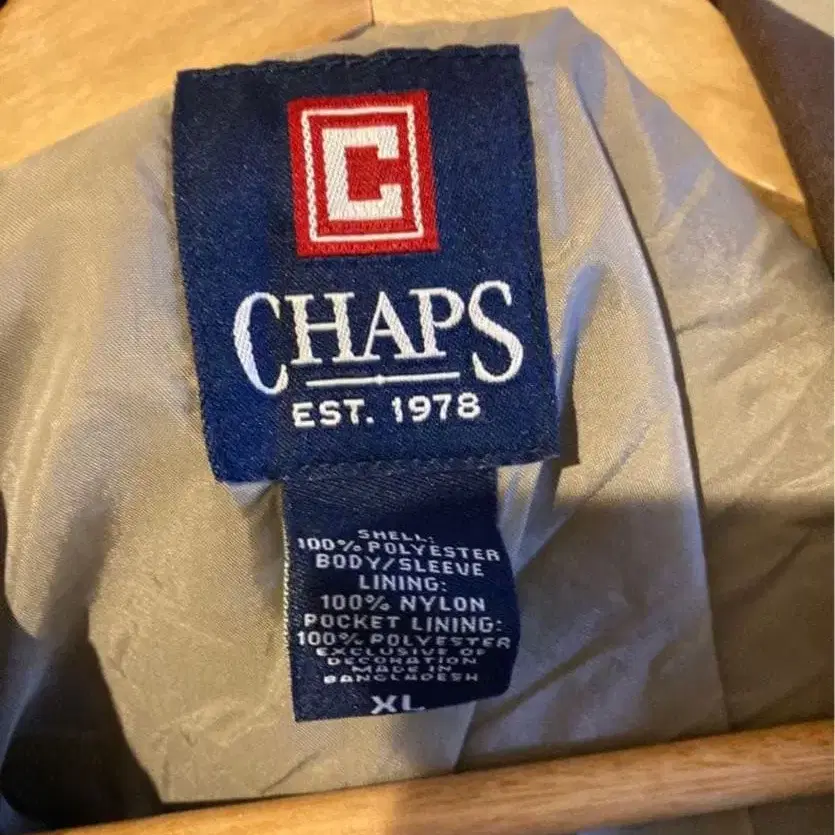 C
CHAPS
EST. 1978
SHELL:
100% POLYESTER
BODY/SLEEVE
LINING:
100% NYLON
POCKET LINING:
100% POLYESTER
EXCLUSIVE OF
DECORATION
MADE IN
BANGLADESH
XL